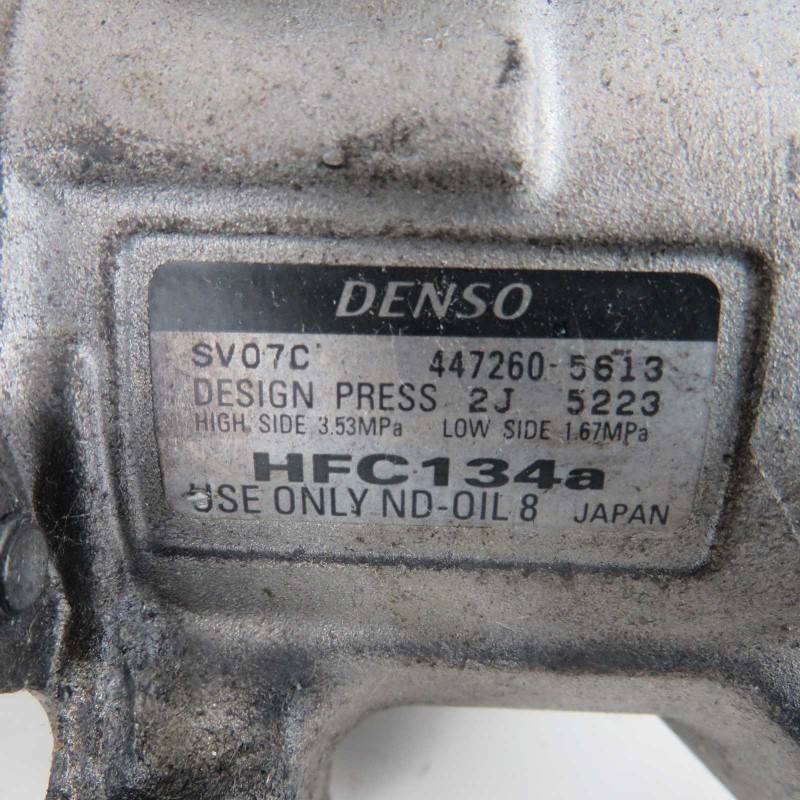 DENSO
SV07C 447260-5613
DESIGN PRESS 2J 5223
HIGH SIDE 3.53MPa LOW SIDE 1.67MPa
HFC134a
USE ONLY ND-OIL 8 JAPAN